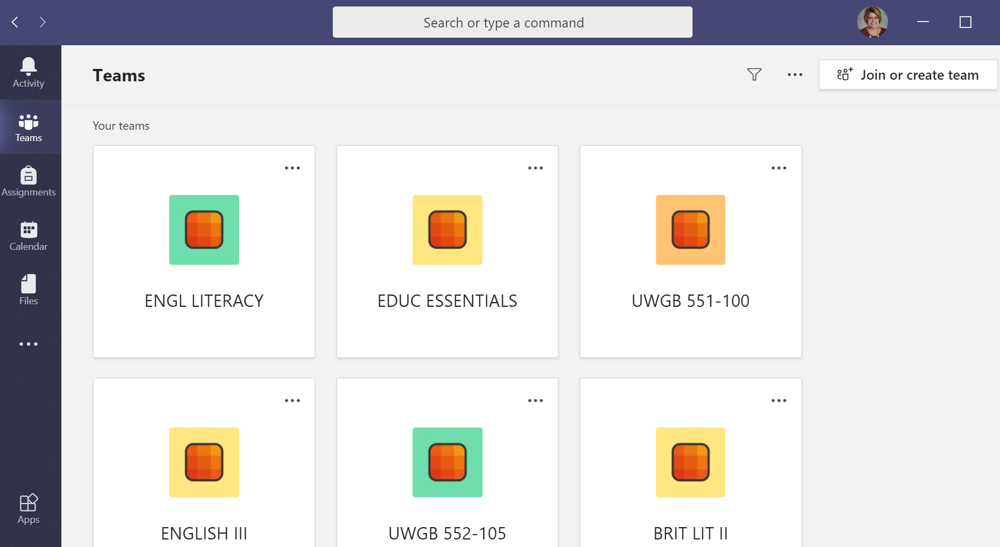 Search or type a command
Activity
Teams
Assignments
Calendar
Files
Apps
Teams
Join or create team
Your teams
ENGL LITERACY
EDUC ESSENTIALS
UWGB 551-100
ENGLISH III
UWGB 552-105
BRIT LIT II